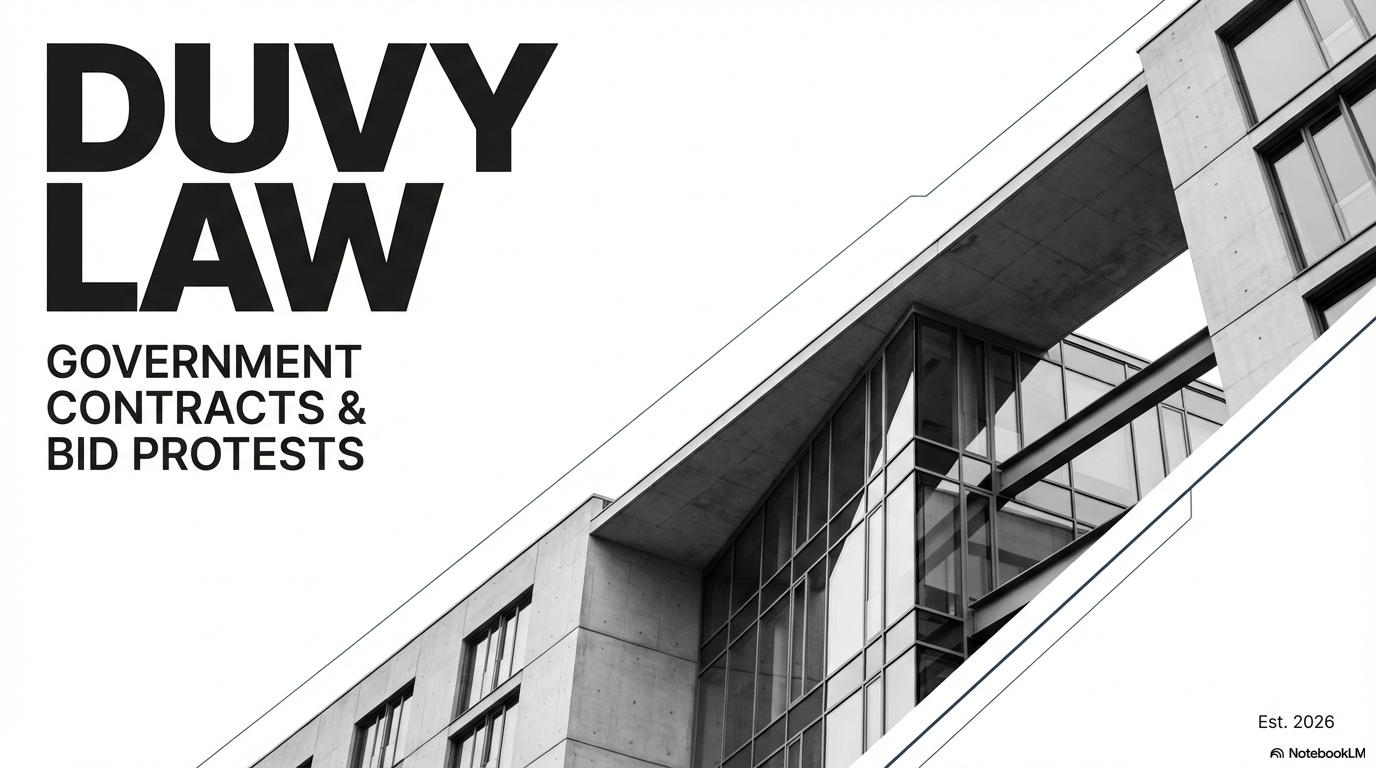 DUVY
LAW
GOVERNMENT
CONTRACTS &
BID PROTESTS
Est. 2026
NotebookLM